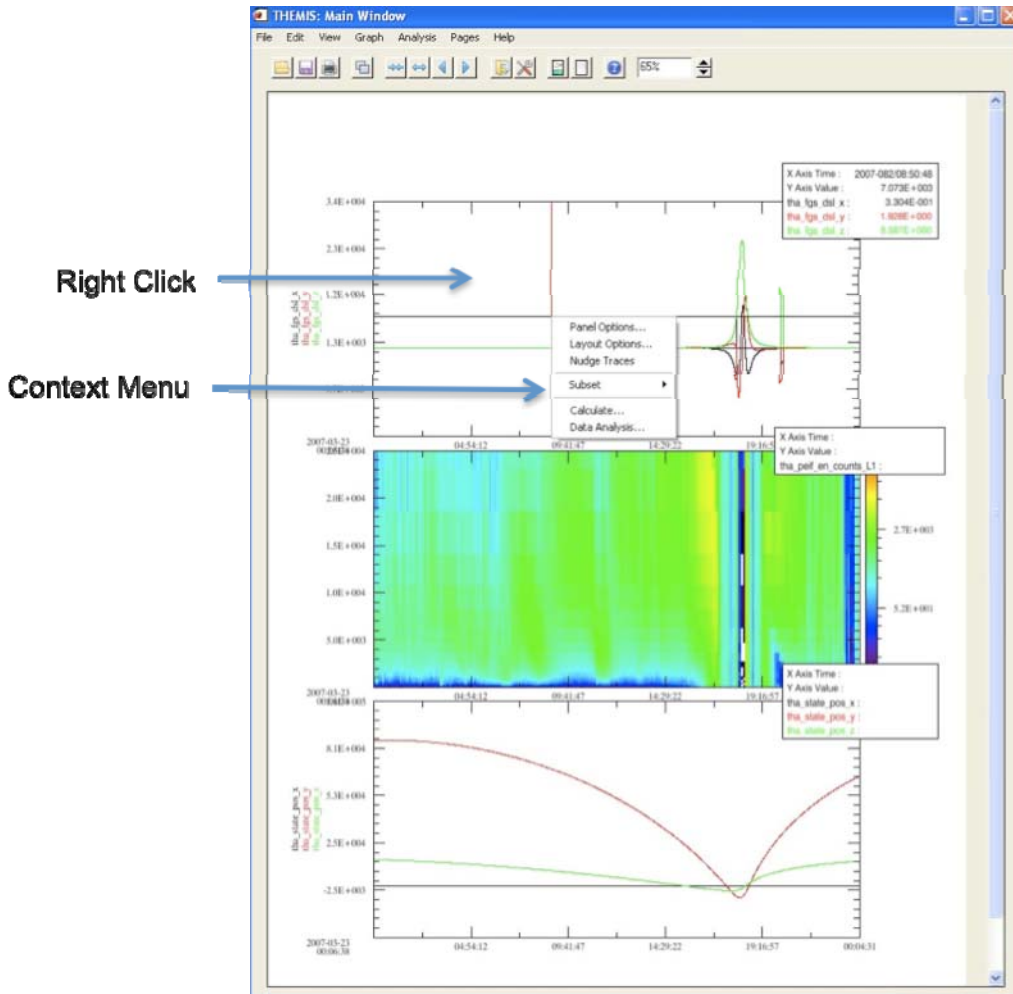 THEMIS: Main Window
File Edit View Graph Analysis Pages Help
65%
X Axis Time : 2007-082/08:50:48
Y Axis Value : 7.073E+003
tha_fgs_dsl_x : 3.304E-001
tha_fgs_dsl_y : 1.928E+000
tha_fgs_dsl_z :
3.4E+004
2.3E+004
1.2E+004
1.3E+003
tha_fgs_dsl_x
tha_fgs_dsl_y
tha_fgs_dsl_z
Right Click
Context Menu
Panel Options...
Layout Options...
Nudge Traces
Subset
Calculate...
Data Analysis...
2007-03-23
04:54:12 09:41:47 14:29:22 19:16:57
X Axis Time :
Y Axis Value :
tha_peif_en_counts_L1 :
2.0E+004
1.5E+004
1.0E+004
5.0E+003
2.7E+003
5.2E+001
2007-03-23
04:54:12 09:41:47 14:29:22 19:16:57
X Axis Time :
Y Axis Value :
tha_state_pos_x :
tha_state_pos_y :
tha_state_pos_z :
8.1E+004
5.3E+004
2.5E+004
-2.5E+003
tha_state_pos_x
tha_state_pos_y
tha_state_pos_z
2007-03-23
00:06:38
04:54:12 09:41:47 14:29:22 19:16:57 00:04:31